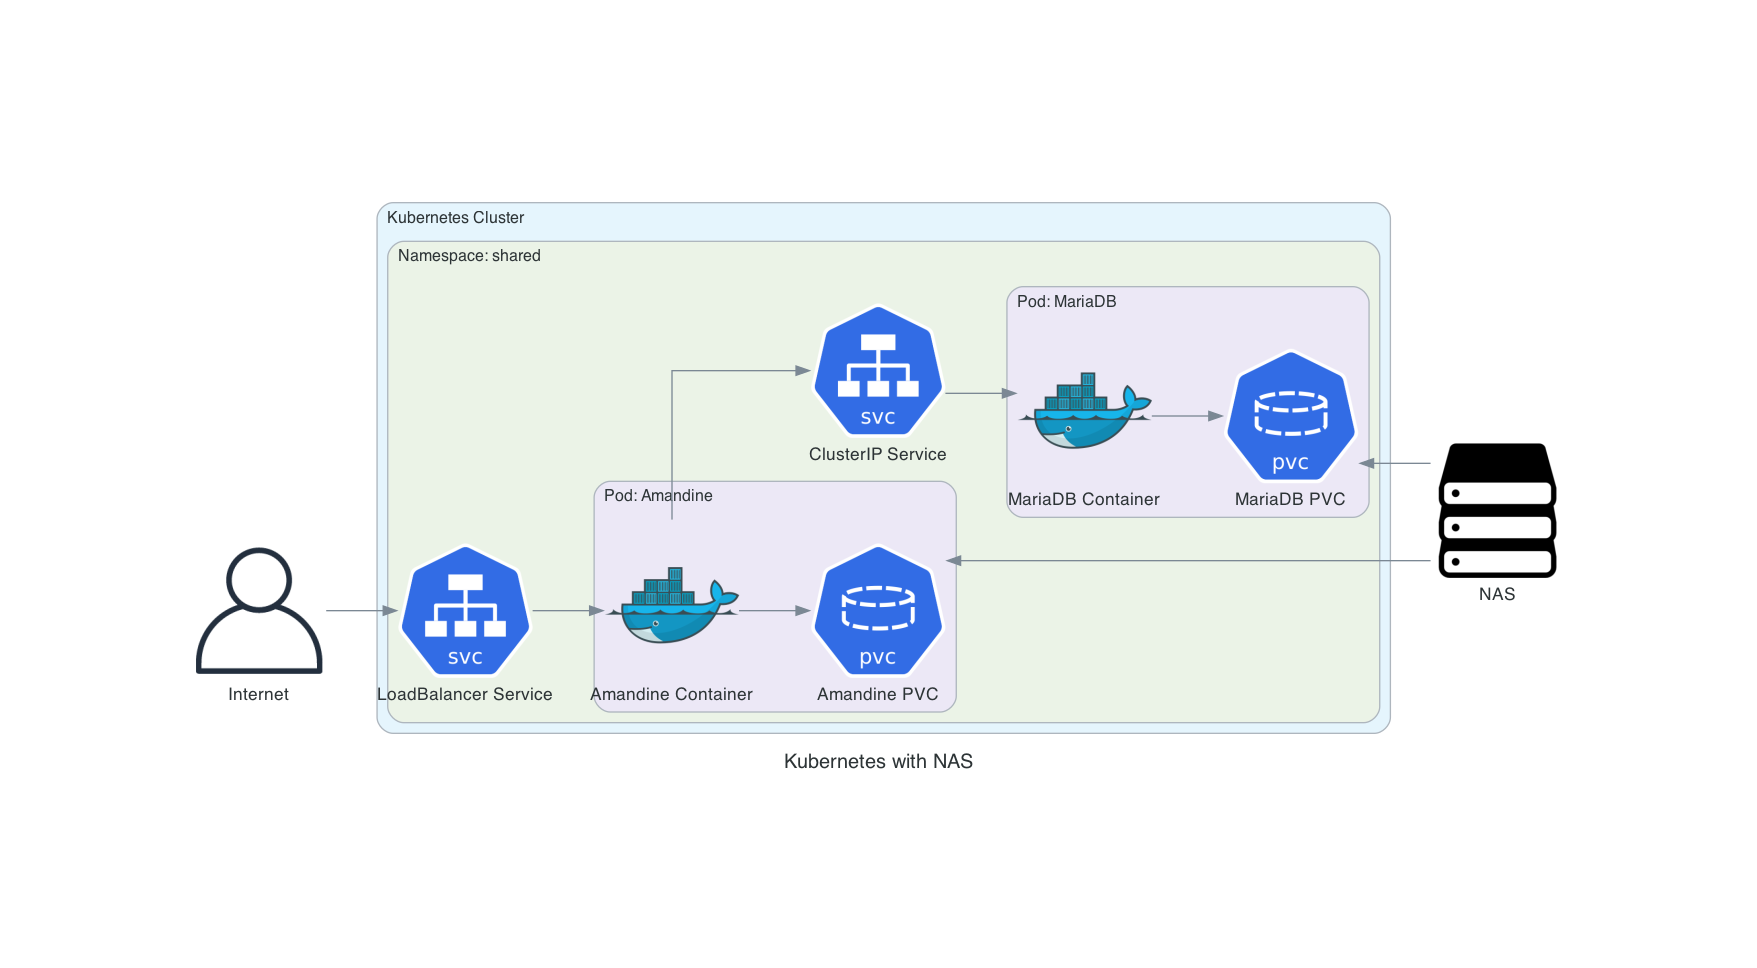 Kubernetes Cluster
Namespace: shared
Pod: MariaDB
svc
ClusterIP Service
pvc
MariaDB Container
MariaDB PVC
Pod: Amandine
NAS
svc
pvc
Internet
LoadBalancer Service
Amandine Container
Amandine PVC
Kubernetes with NAS